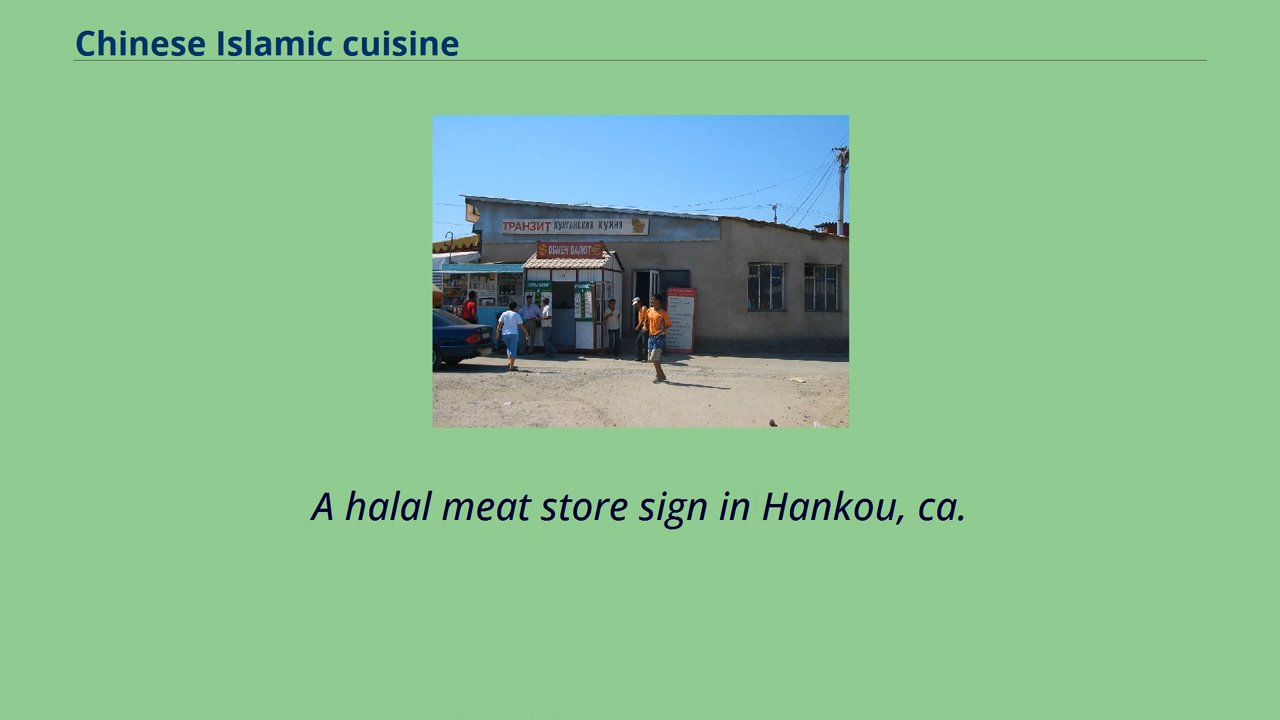 Chinese Islamic cuisine
ТРАНЗИТ ДУНГАНСКАЯ КУХНЯ
$ ОБМЕН ВАЛЮТ €
A halal meat store sign in Hankou, ca.